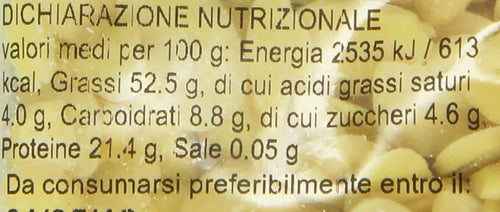 DICHIARAZIONE NUTRIZIONALE
valori medi per 100 g: Energia 2535 kJ / 613
kcal, Grassi 52.5 g, di cui acidi grassi saturi
4.0 g, Carboidrati 8.8 g, di cui zuccheri 4.6 g
Proteine 21.4 g, Sale 0.05 g
Da consumarsi preferibilmente entro il: